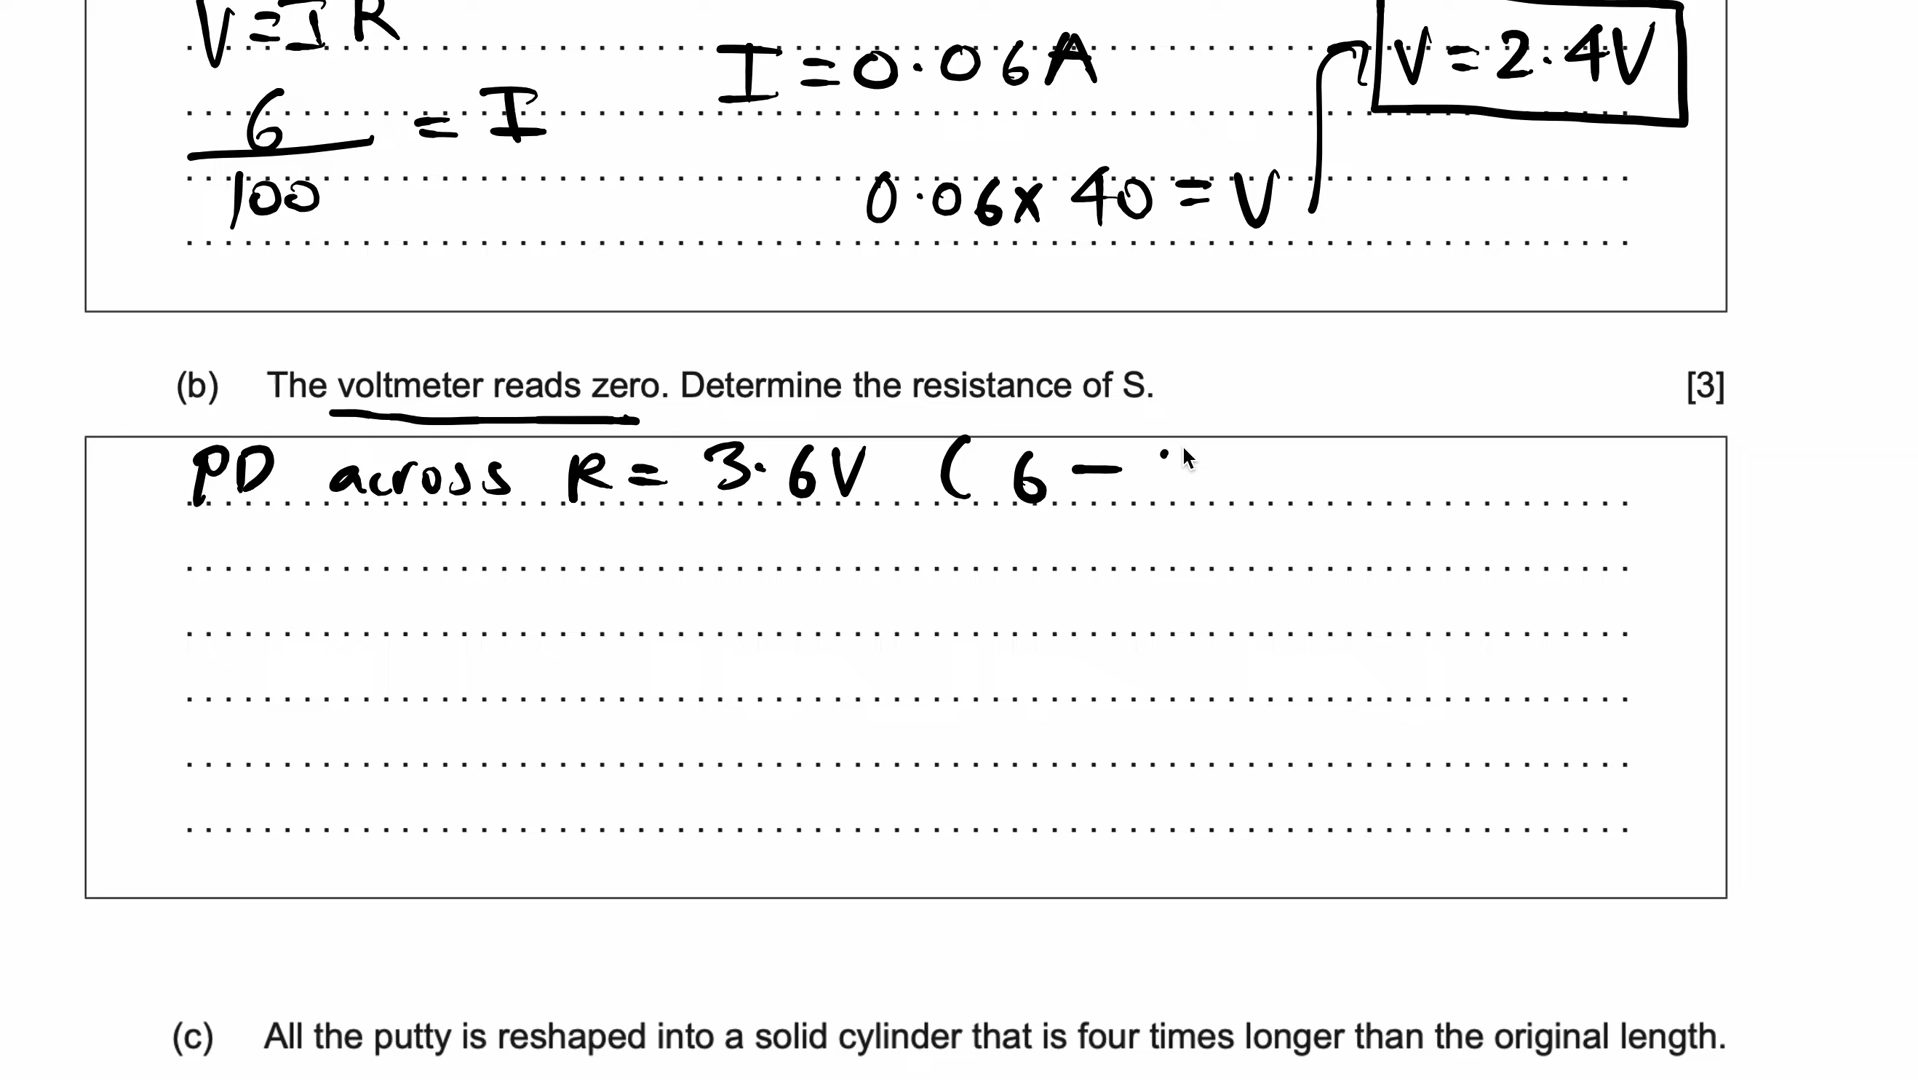 V = IR
I = 0.06A
V = 2.4V
6/100 = I
0.06 x 40 = V
(b) The voltmeter reads zero. Determine the resistance of S. [3]
PD across R = 3.6V ( 6 −
(c) All the putty is reshaped into a solid cylinder that is four times longer than the original length.